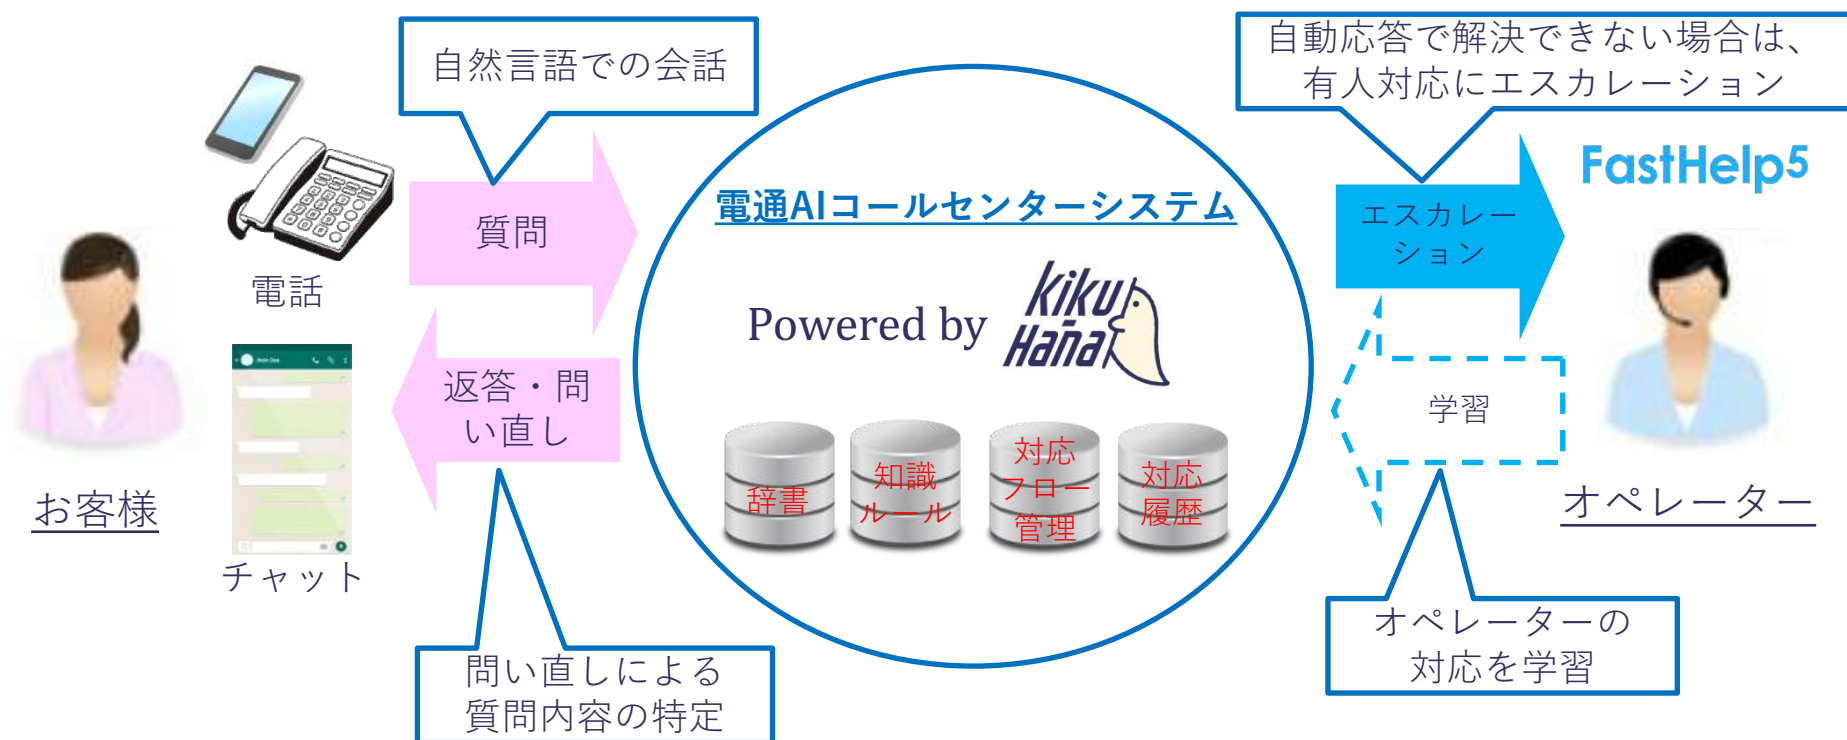 自然言語での会話
自動応答で解決できない場合は、
有人対応にエスカレーション
FastHelp5
電通AIコールセンターシステム
質問
エスカレー
ション
電話
Powered by
kiku
Hana
返答・問
い直し
学習
辞書
知識
ルール
対応
フロー
管理
対応
履歴
お客様
オペレーター
チャット
オペレーターの
対応を学習
問い直しによる
質問内容の特定